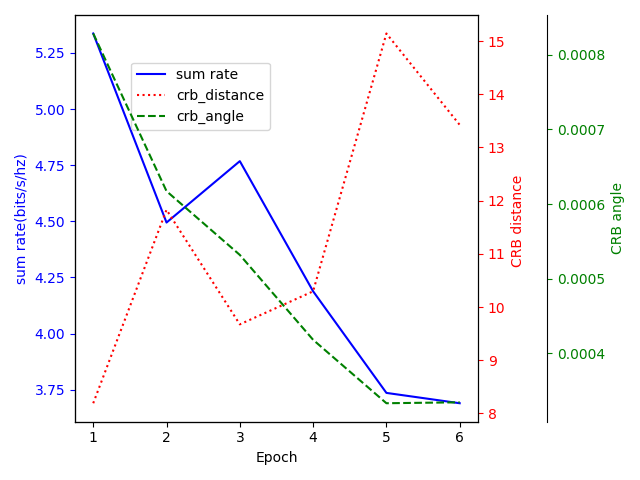 sum rate
crb_distance
crb_angle
sum rate(bits/s/hz)
5.25
5.00
4.75
4.50
4.25
4.00
3.75
1 2 3 4 5 6
Epoch
15
14
13
12
11
10
9
8
CRB distance
0.0008
0.0007
0.0006
0.0005
0.0004
CRB angle